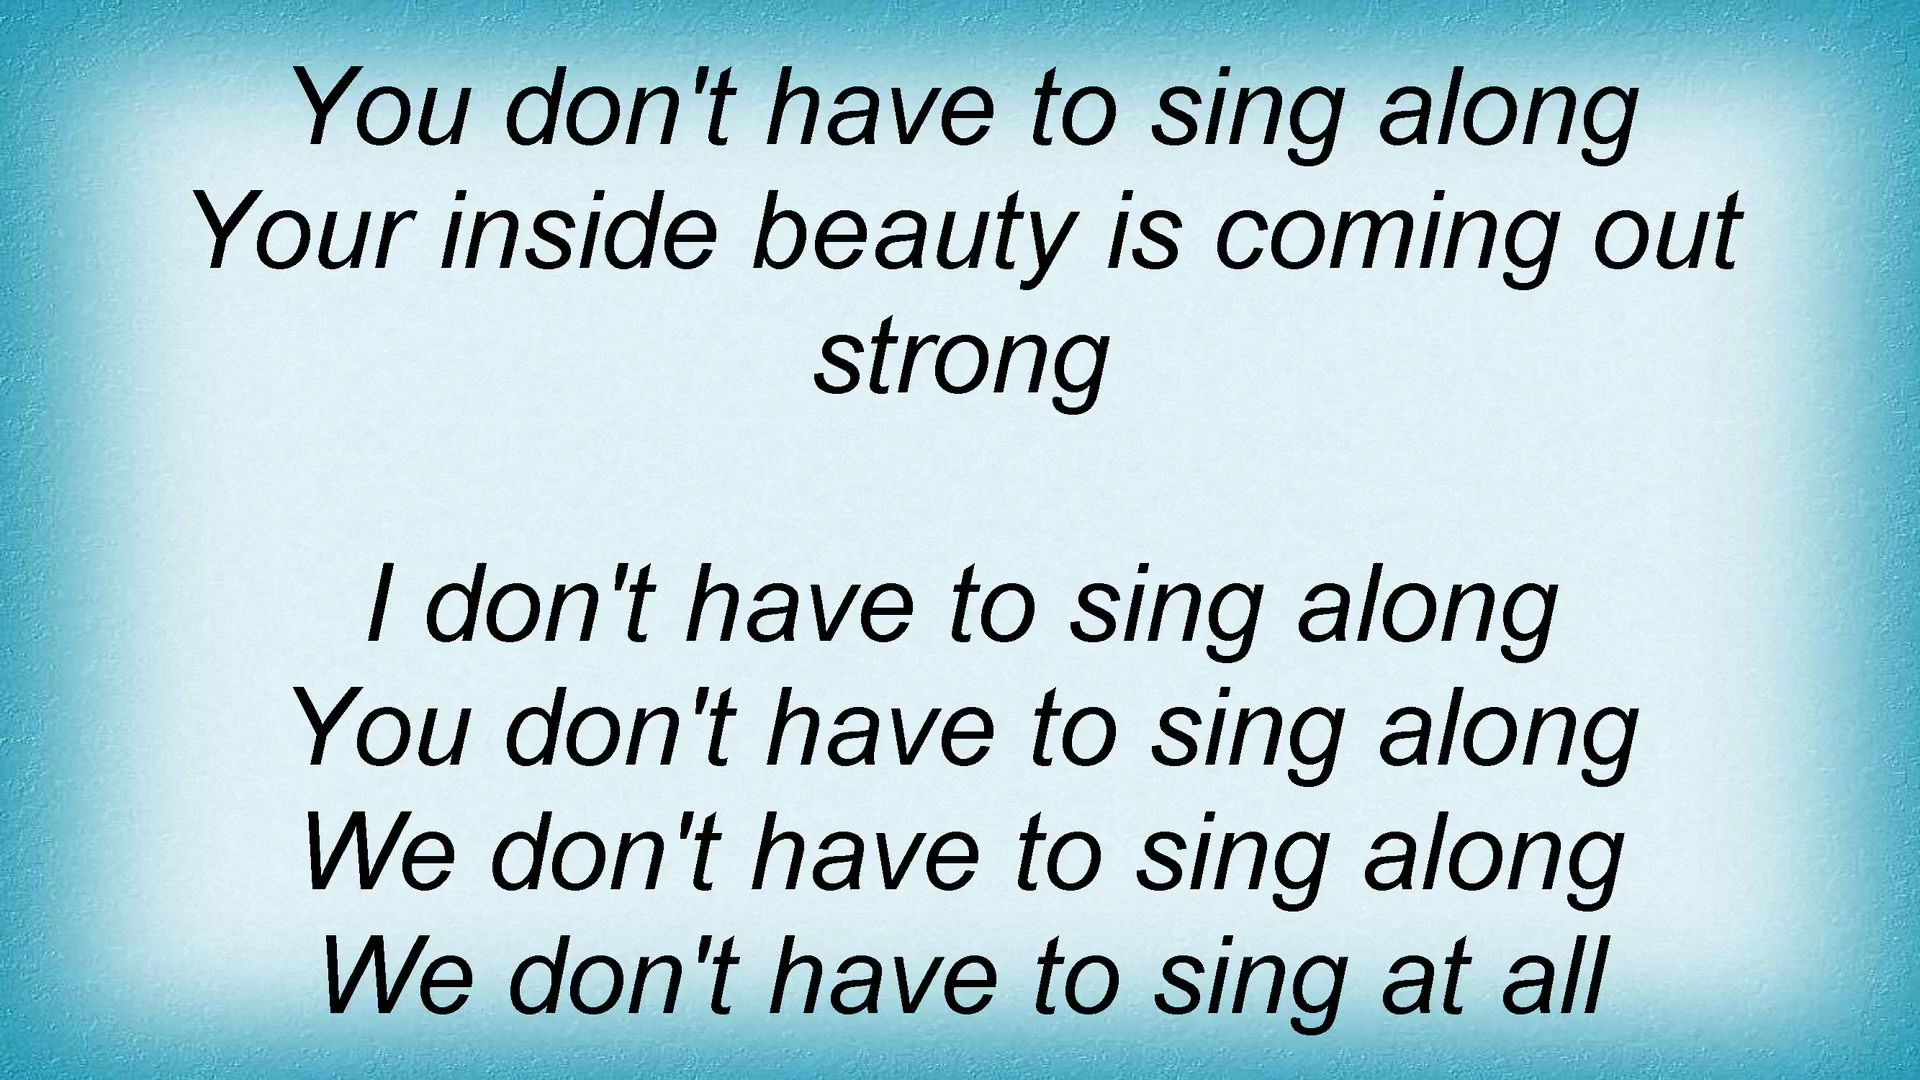 You don't have to sing along
Your inside beauty is coming out
strong
I don't have to sing along
You don't have to sing along
We don't have to sing along
We don't have to sing at all